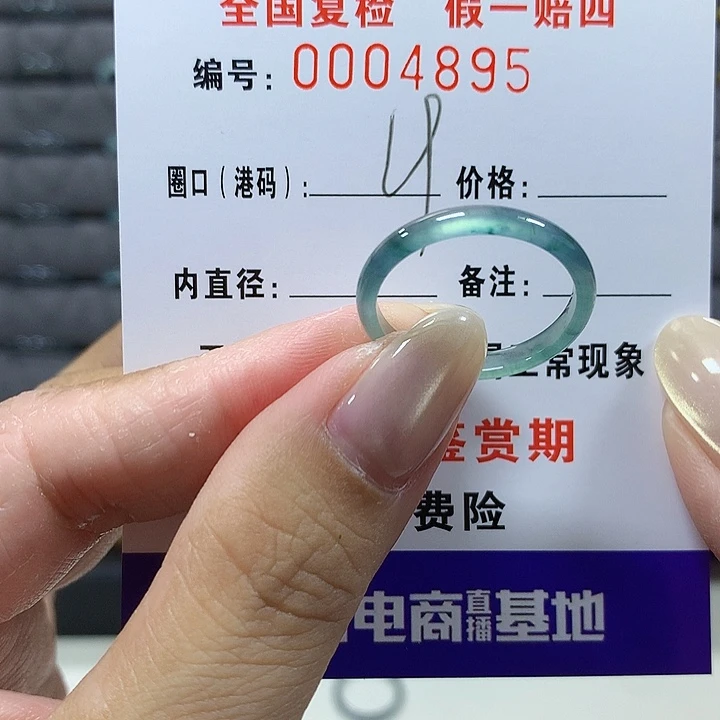 全国复检 假一赔四
编号: 0004895
圈口(港码): 4 价格:
内直径: 备注:
常现象
鉴赏期
费险
电商直播基地